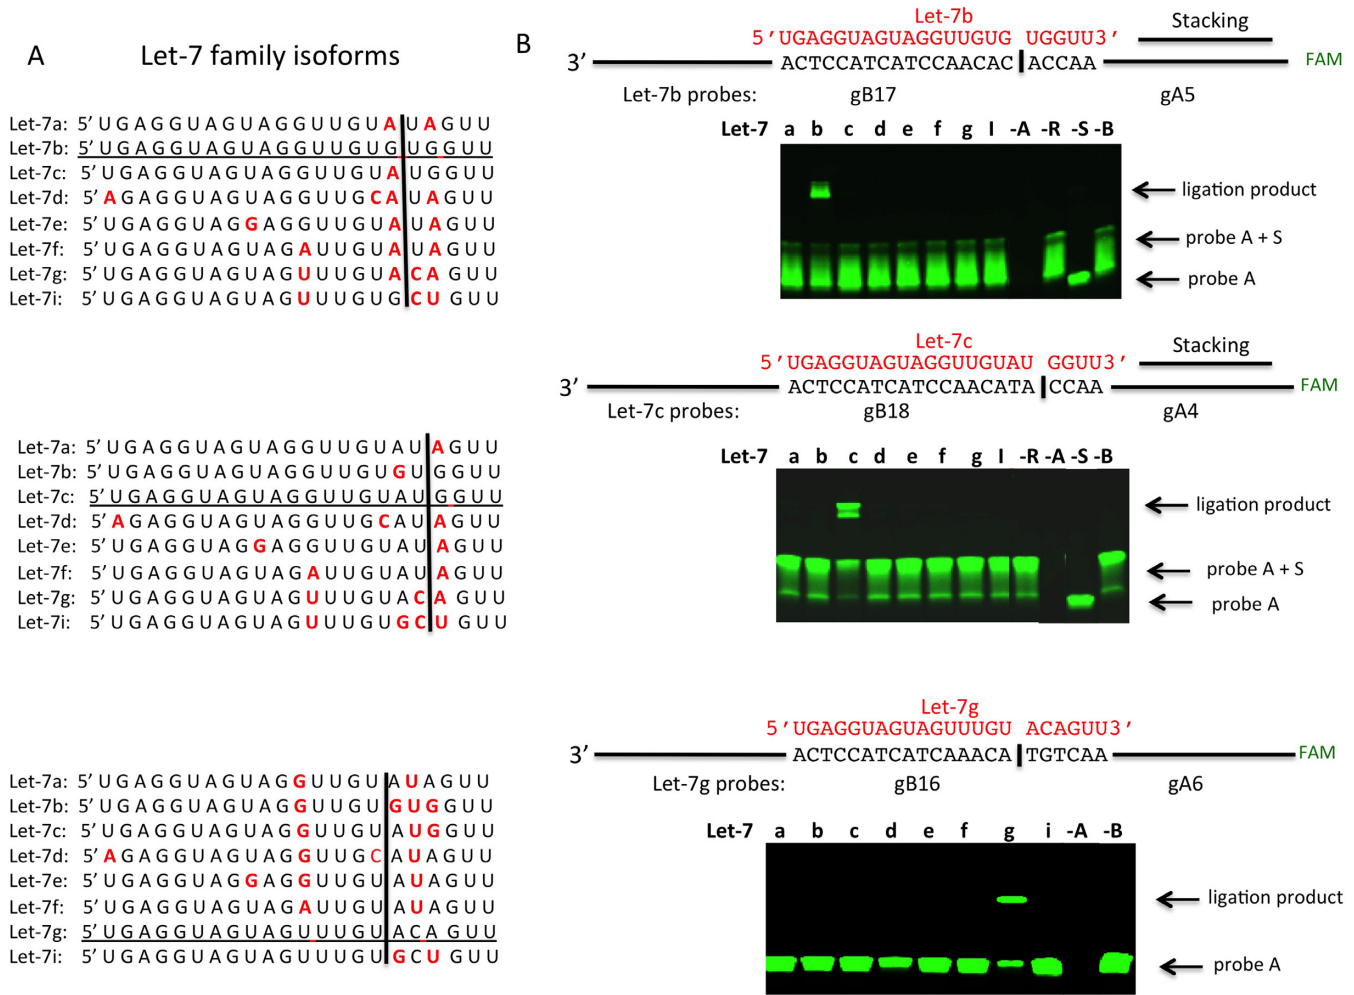 A
Let-7 family isoforms
Let-7a: 5' U G A G G U A G U A G G U U G U A U A G U U
Let-7b: 5' U G A G G U A G U A G G U U G U G U G G U U
Let-7c: 5' U G A G G U A G U A G G U U G U A U G G U U
Let-7d: 5' A G A G G U A G U A G G U U G C A U A G U U
Let-7e: 5' U G A G G U A G G A G G U U G U A U A G U U
Let-7f: 5' U G A G G U A G U A G A U U G U A U A G U U
Let-7g: 5' U G A G G U A G U A G U U U G U A C A G U U
Let-7i: 5' U G A G G U A G U A G U U U G U G C U G U U
Let-7a: 5' U G A G G U A G U A G G U U G U A U A G U U
Let-7b: 5' U G A G G U A G U A G G U U G U G U G G U U
Let-7c: 5' U G A G G U A G U A G G U U G U A U G G U U
Let-7d: 5' A G A G G U A G U A G G U U G C A U A G U U
Let-7e: 5' U G A G G U A G G A G G U U G U A U A G U U
Let-7f: 5' U G A G G U A G U A G A U U G U A U A G U U
Let-7g: 5' U G A G G U A G U A G U U U G U A C A G U U
Let-7i: 5' U G A G G U A G U A G U U U G U G C U G U U
Let-7a: 5' U G A G G U A G U A G G U U G U A U A G U U
Let-7b: 5' U G A G G U A G U A G G U U G U G U G G U U
Let-7c: 5' U G A G G U A G U A G G U U G U A U G G U U
Let-7d: 5' A G A G G U A G U A G G U U G C A U A G U U
Let-7e: 5' U G A G G U A G G A G G U U G U A U A G U U
Let-7f: 5' U G A G G U A G U A G A U U G U A U A G U U
Let-7g: 5' U G A G G U A G U A G U U U G U A C A G U U
Let-7i: 5' U G A G G U A G U A G U U U G U G C U G U U
B
Let-7b
Stacking
5'UGAGGUAGUAGGUUGUG UGGUU3'
3' ACTCCATCATCCAACAC ACCAA FAM
Let-7b probes: gB17 gA5
Let-7 a b c d e f g I -A -R -S -B
ligation product
probe A + S
probe A
Let-7c
Stacking
5'UGAGGUAGUAGGUUGUAU GGUU3'
3' ACTCCATCATCCAACATA CCAA FAM
Let-7c probes: gB18 gA4
Let-7 a b c d e f g I -R -A -S -B
ligation product
probe A + S
probe A
Let-7g
5'UGAGGUAGUAGUUUGU ACAGUU3'
3' ACTCCATCATCAAACA TGTCAA FAM
Let-7g probes: gB16 gA6
Let-7 a b c d e f g i -A -B
ligation product
probe A